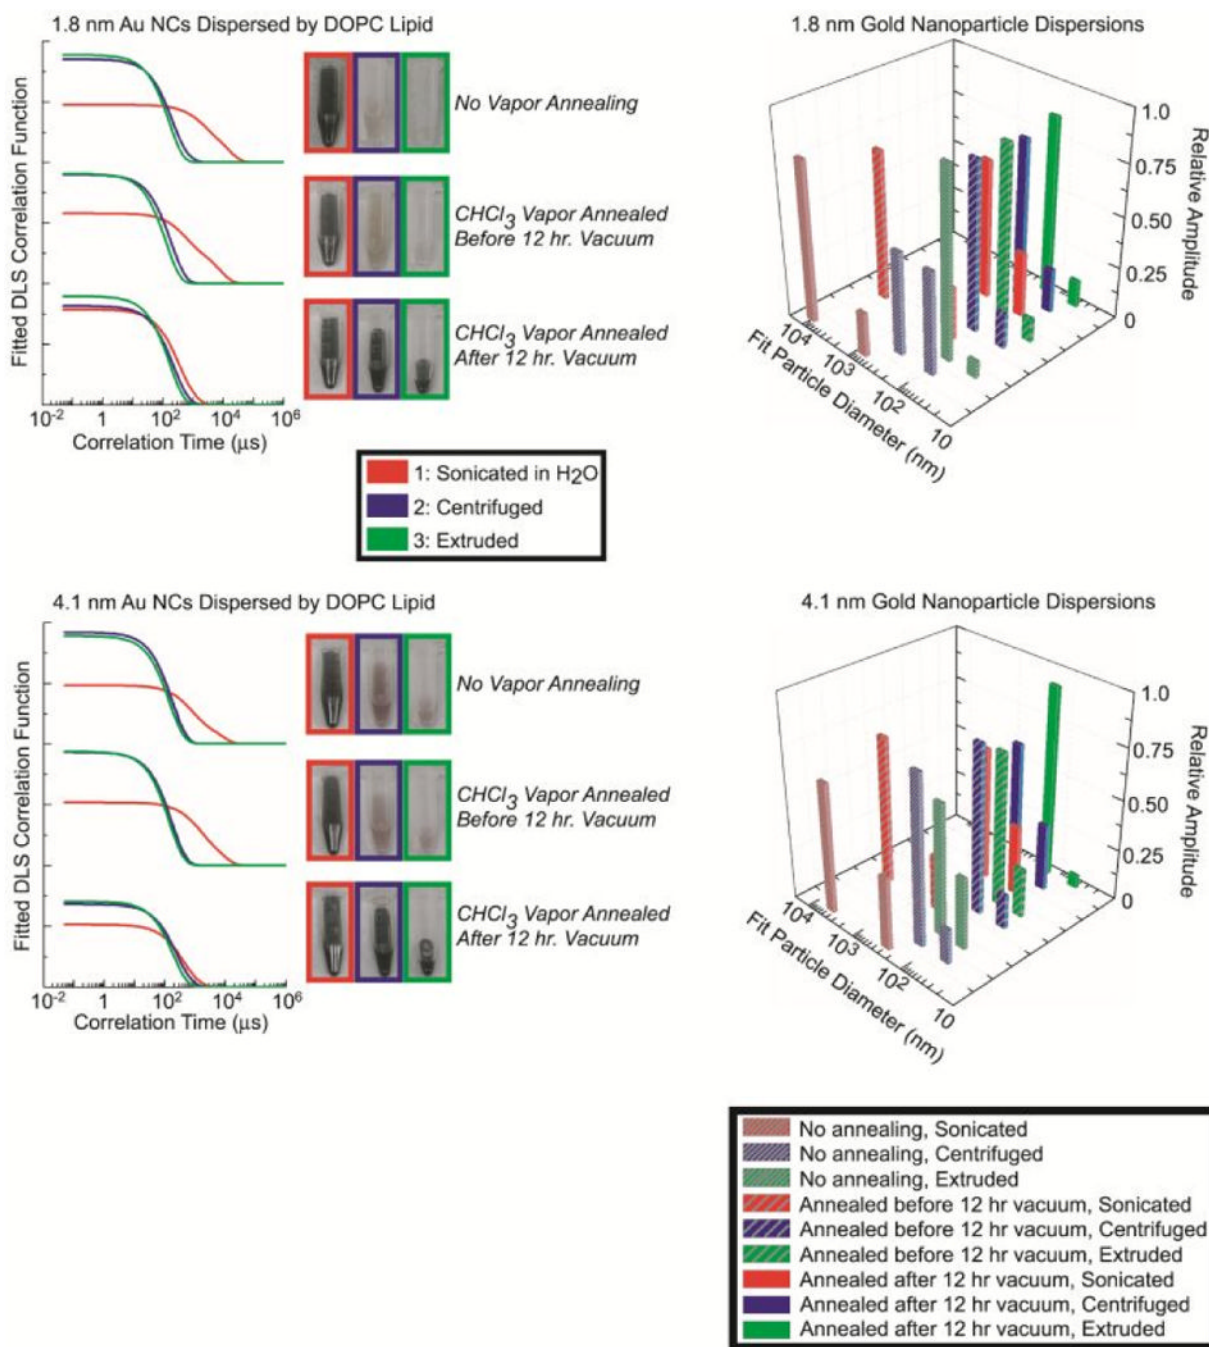 1.8 nm Au NCs Dispersed by DOPC Lipid
Fitted DLS Correlation Function
No Vapor Annealing
CHCl3 Vapor Annealed
Before 12 hr. Vacuum
CHCl3 Vapor Annealed
After 12 hr. Vacuum
10-2 1 102 104 106
Correlation Time (μs)
1.8 nm Gold Nanoparticle Dispersions
1.0
0.75
0.50
0.25
0
Relative Amplitude
104 103 102 10
Fit Particle Diameter (nm)
1: Sonicated in H2O
2: Centrifuged
3: Extruded
4.1 nm Au NCs Dispersed by DOPC Lipid
Fitted DLS Correlation Function
No Vapor Annealing
CHCl3 Vapor Annealed
Before 12 hr. Vacuum
CHCl3 Vapor Annealed
After 12 hr. Vacuum
10-2 1 102 104 106
Correlation Time (μs)
4.1 nm Gold Nanoparticle Dispersions
1.0
0.75
0.50
0.25
0
Relative Amplitude
104 103 102 10
Fit Particle Diameter (nm)
No annealing, Sonicated
No annealing, Centrifuged
No annealing, Extruded
Annealed before 12 hr vacuum, Sonicated
Annealed before 12 hr vacuum, Centrifuged
Annealed before 12 hr vacuum, Extruded
Annealed after 12 hr vacuum, Sonicated
Annealed after 12 hr vacuum, Centrifuged
Annealed after 12 hr vacuum, Extruded